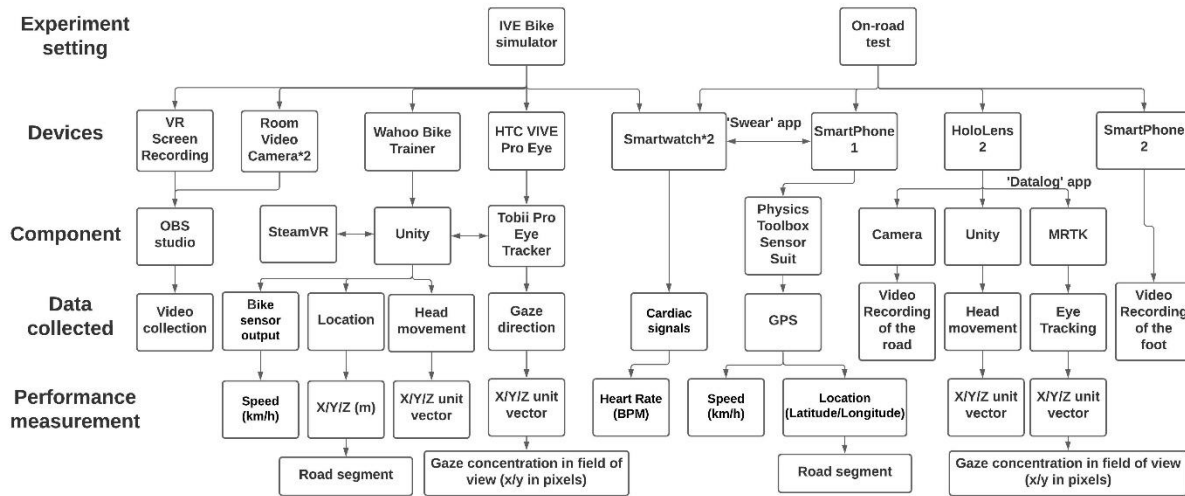 Experiment
setting
IVE Bike
simulator
On-road
test
Devices
VR
Screen
Recording
Room
Video
Camera*2
Wahoo Bike
Trainer
HTC VIVE
Pro Eye
Smartwatch*2
'Swear' app
SmartPhone
1
HoloLens
2
SmartPhone
2
'Datalog' app
Component
OBS
studio
SteamVR
Unity
Tobii Pro
Eye
Tracker
Physics
Toolbox
Sensor
Suit
Camera
Unity
MRTK
Data
collected
Video
collection
Bike
sensor
output
Location
Head
movement
Gaze
direction
Cardiac
signals
GPS
Video
Recording
of the
road
Head
movement
Eye
Tracking
Video
Recording
of the foot
Performance
measurement
Speed
(km/h)
X/Y/Z (m)
X/Y/Z unit
vector
X/Y/Z unit
vector
Heart Rate
(BPM)
Speed
(km/h)
Location
(Latitude/Longitude)
X/Y/Z unit
vector
X/Y/Z unit
vector
Road segment
Gaze concentration in field of
view (x/y in pixels)
Road segment
Gaze concentration in field of view
(x/y in pixels)